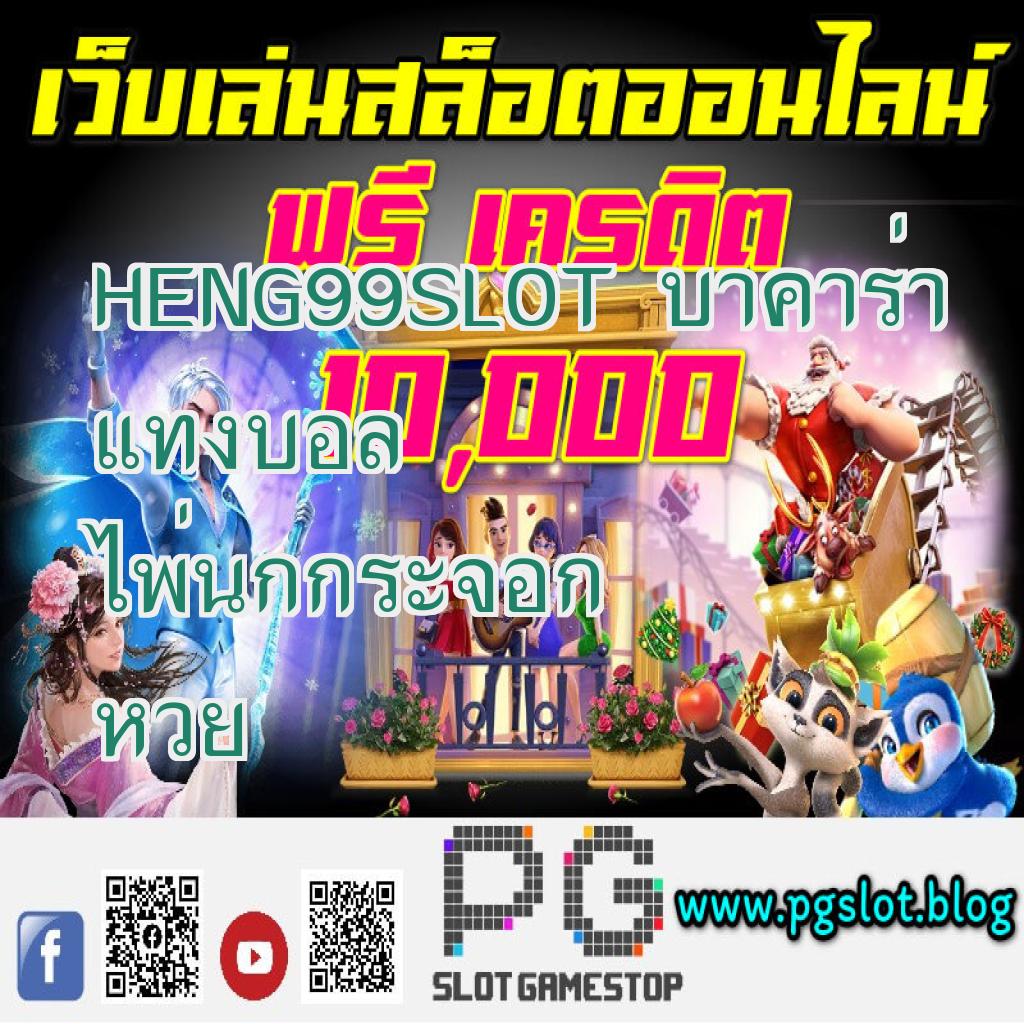 เว็บเล่นสล็อตออนไลน์
ฟรี เครดิต
HENG99SLOT บาคาร่า
10,000
แทงบอล
ไพ่นกกระจอก
หวย
PG
www.pgslot.blog
SLOT GAMESTOP